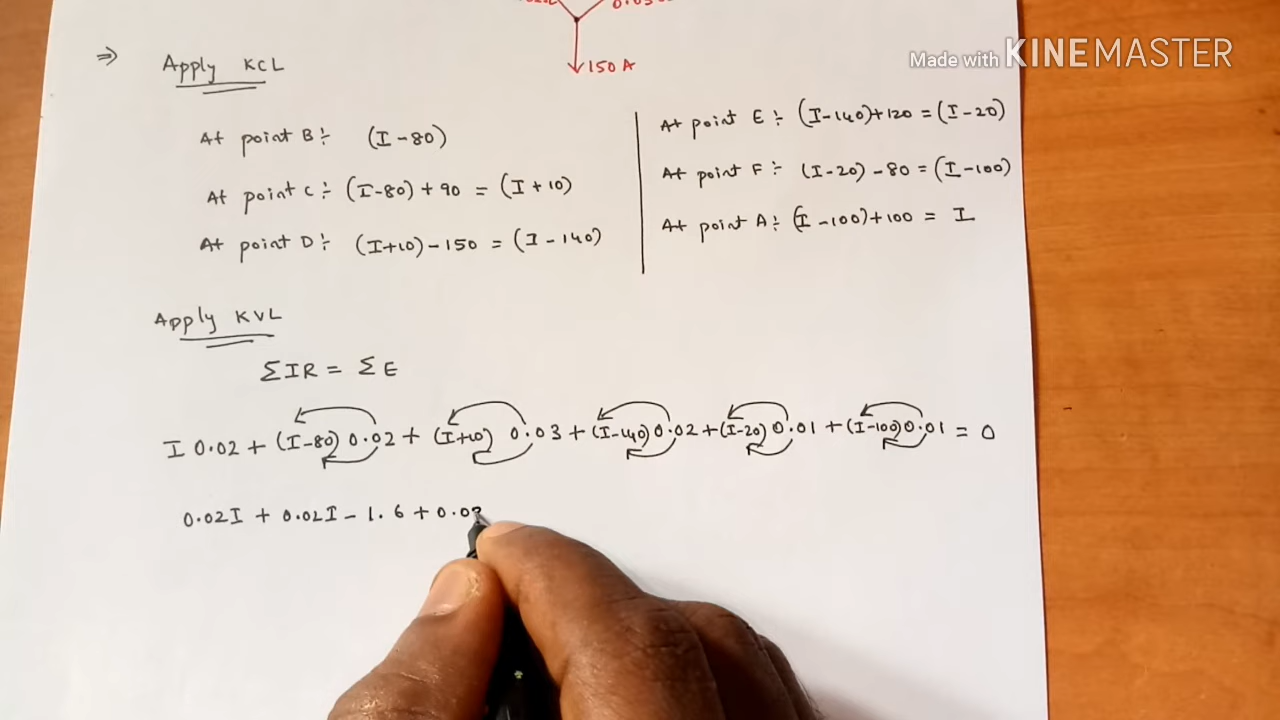 Made with KINEMASTER
150 A
⇒ Apply KCL
At point B :- (I-80)
At point C :- (I-80) + 90 = (I + 10)
At point D :- (I+10) - 150 = (I - 140)
At point E :- (I-140)+120 = (I-20)
At point F :- (I-20) -80 = (I-100)
At point A :- (I -100)+100 = I
Apply KVL
ΣIR = ΣE
I 0.02 + (I-80) 0.02 + (I+10) 0.03 + (I-140) 0.02 + (I-20) 0.01 + (I-100) 0.01 = 0
0.02I + 0.02I - 1.6 + 0.03